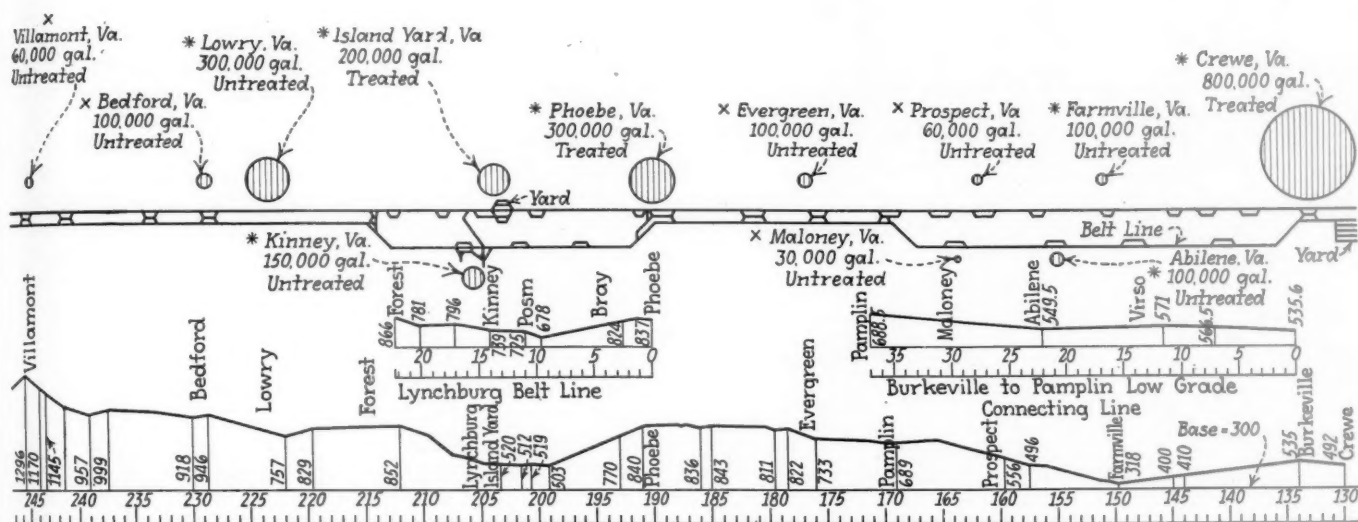 ×
Villamont, Va.
60,000 gal.
Untreated
× Bedford, Va.
100,000 gal.
Untreated
* Lowry, Va.
300,000 gal.
Untreated
* Island Yard, Va
200,000 gal.
Treated
* Phoebe, Va.
300,000 gal.
Treated
× Evergreen, Va.
100,000 gal.
Untreated
× Prospect, Va
60,000 gal.
Untreated
* Farmville, Va.
100,000 gal.
Untreated
* Crewe, Va.
800,000 gal.
Treated
Yard
* Kinney, Va.
150,000 gal.
Untreated
× Maloney, Va.
30,000 gal.
Untreated
Belt Line
Abilene, Va.
* 100,000 gal.
Untreated
Yard
Forest
Kinney
Posm
Bray
Phoebe
866
781
796
739
725
678
824
837
20
15
10
5
0
Lynchburg Belt Line
Pamplin
Maloney
Abilene
Virso
688.5
549.5
571
566.5
535.6
35
30
25
20
15
10
5
0
Burkeville to Pamplin Low Grade
Connecting Line
Villamont
Bedford
Lowry
Forest
Lynchburg
Island Yard
Phoebe
Evergreen
Pamplin
Prospect
Farmville
Burkeville
Crewe
Base = 300
1296
1170
1145
957
999
918
946
757
829
852
520
512
519
503
770
840
836
843
811
822
733
689
556
496
318
400
410
535
492
245
240
235
230
225
220
215
210
205
200
195
190
185
180
175
170
165
160
155
150
145
140
135
130